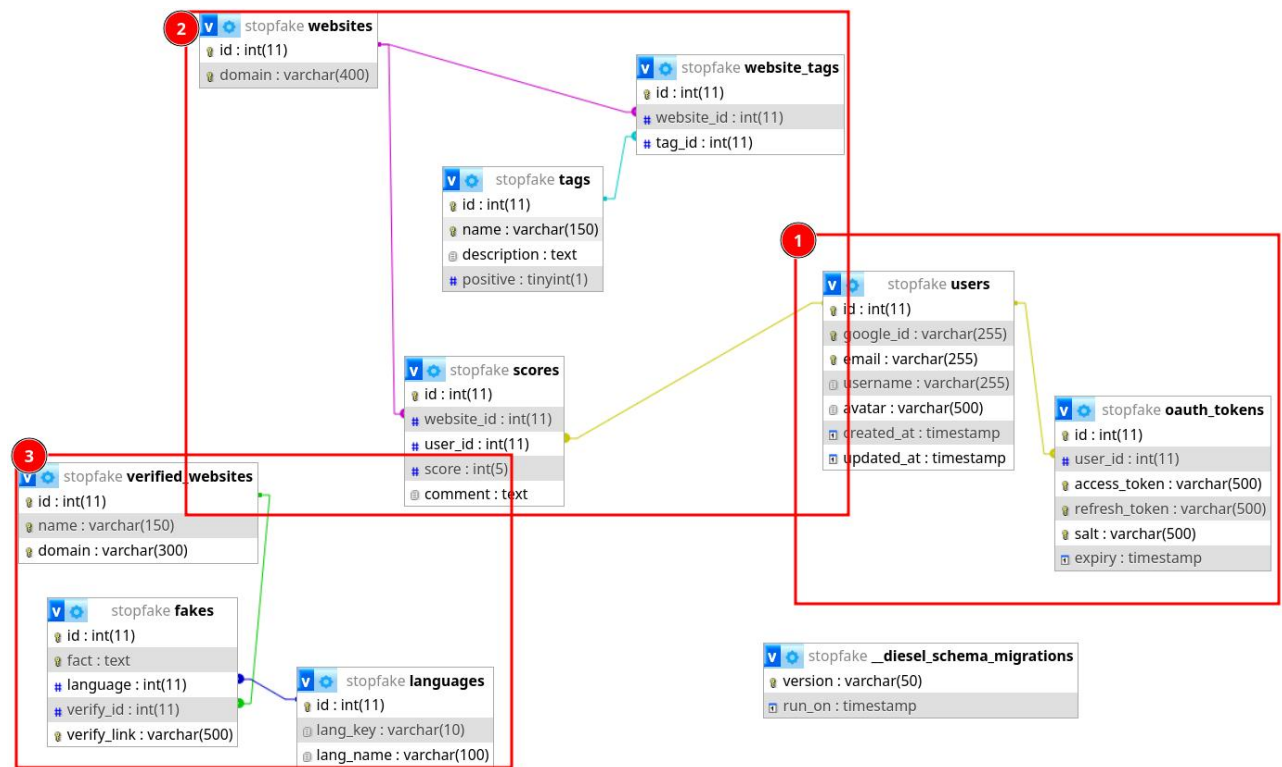 2
V stopfake websites
id : int(11)
domain : varchar(400)
V stopfake website_tags
id : int(11)
# website_id : int(11)
# tag_id : int(11)
V stopfake tags
id : int(11)
name : varchar(150)
description : text
# positive : tinyint(1)
1
V stopfake users
id : int(11)
google_id : varchar(255)
email : varchar(255)
username : varchar(255)
avatar : varchar(500)
created_at : timestamp
updated_at : timestamp
V stopfake scores
id : int(11)
# website_id : int(11)
# user_id : int(11)
# score : int(5)
comment : text
V stopfake oauth_tokens
id : int(11)
# user_id : int(11)
access_token : varchar(500)
refresh_token : varchar(500)
salt : varchar(500)
expiry : timestamp
3
V stopfake verified_websites
id : int(11)
name : varchar(150)
domain : varchar(300)
V stopfake fakes
id : int(11)
fact : text
# language : int(11)
# verify_id : int(11)
verify_link : varchar(500)
V stopfake languages
id : int(11)
lang_key : varchar(10)
lang_name : varchar(100)
V stopfake __diesel_schema_migrations
version : varchar(50)
run_on : timestamp